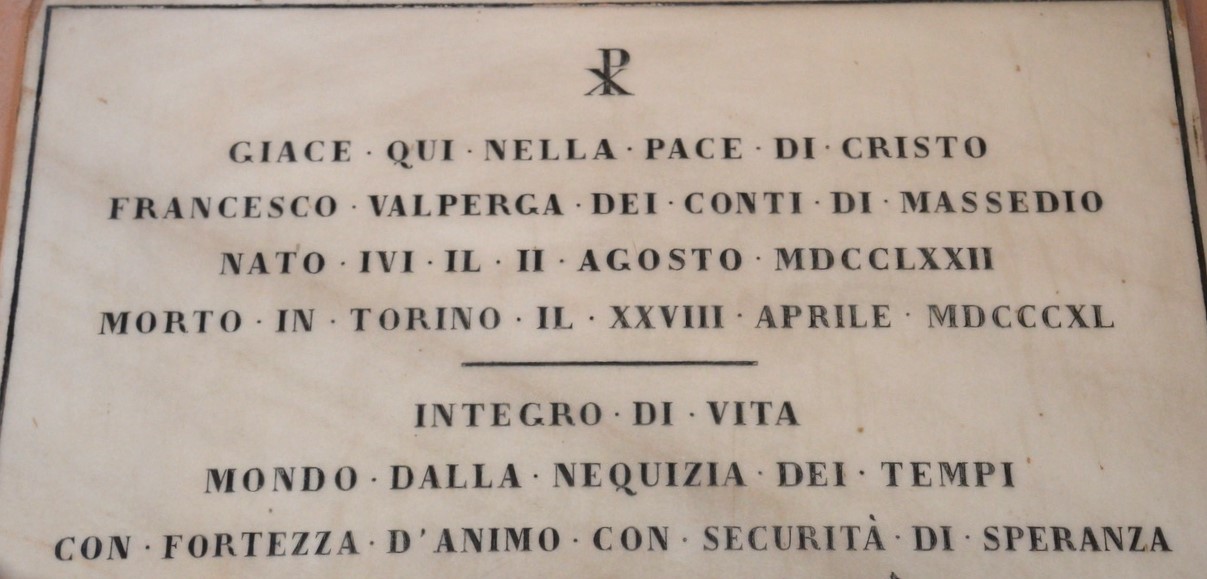 GIACE · QUI · NELLA · PACE · DI · CRISTO
FRANCESCO · VALPERGA · DEI · CONTI · DI · MASSEDIO
NATO · IVI · IL · II · AGOSTO · MDCCLXXII
MORTO · IN · TORINO · IL · XXVIII · APRILE · MDCCCXL
INTEGRO · DI · VITA
MONDO · DALLA · NEQUIZIA · DEI · TEMPI
CON · FORTEZZA · D'ANIMO · CON · SECURITÀ · DI · SPERANZA